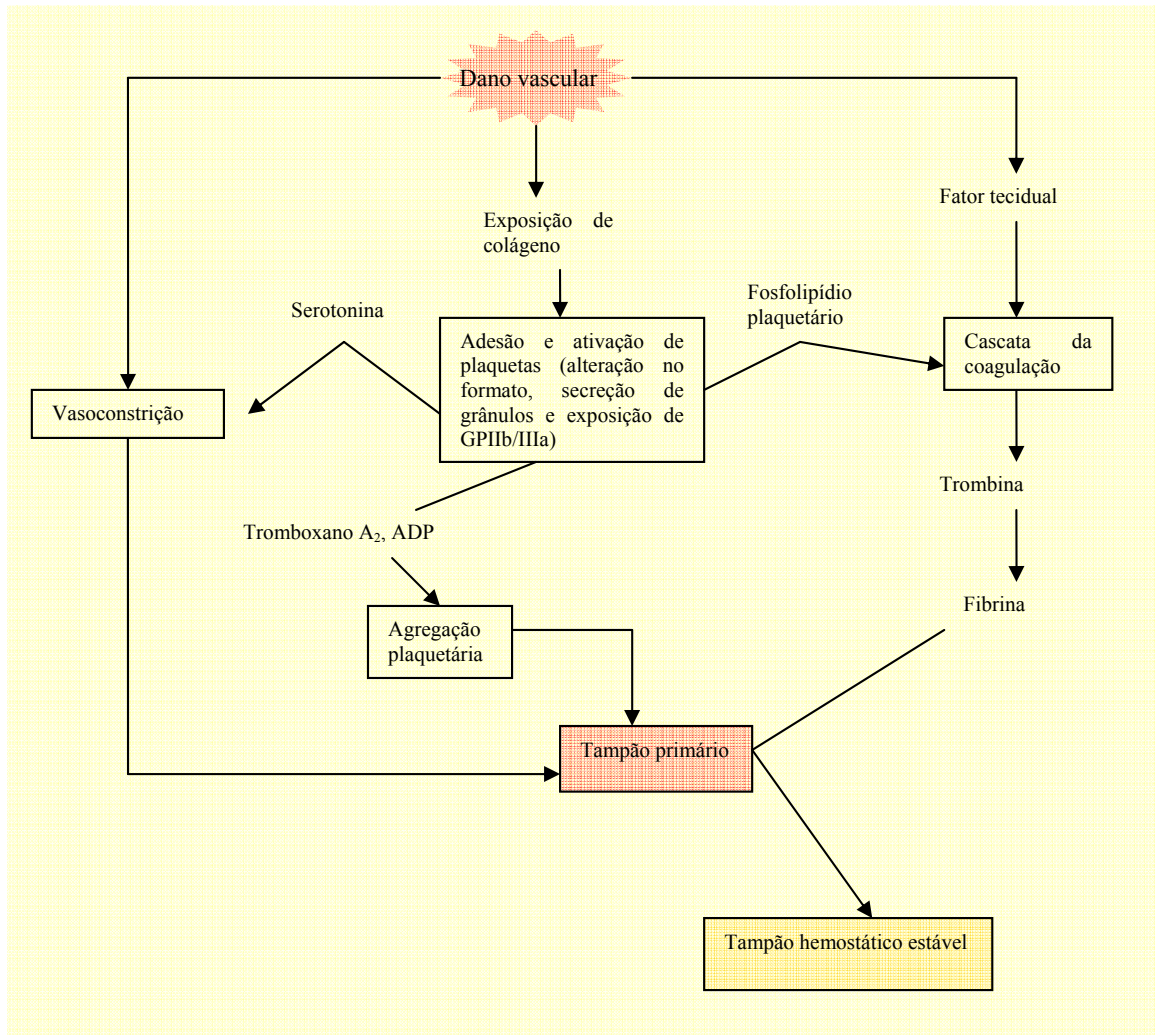 Dano vascular
Fator tecidual
Exposição de
colágeno
Fosfolipídio
plaquetário
Serotonina
Adesão e ativação de
plaquetas (alteração no
formato, secreção de
grânulos e exposição de
GPIIb/IIIa)
Cascata da
coagulação
Vasoconstrição
Trombina
Tromboxano A₂, ADP
Fibrina
Agregação
plaquetária
Tampão primário
Tampão hemostático estável